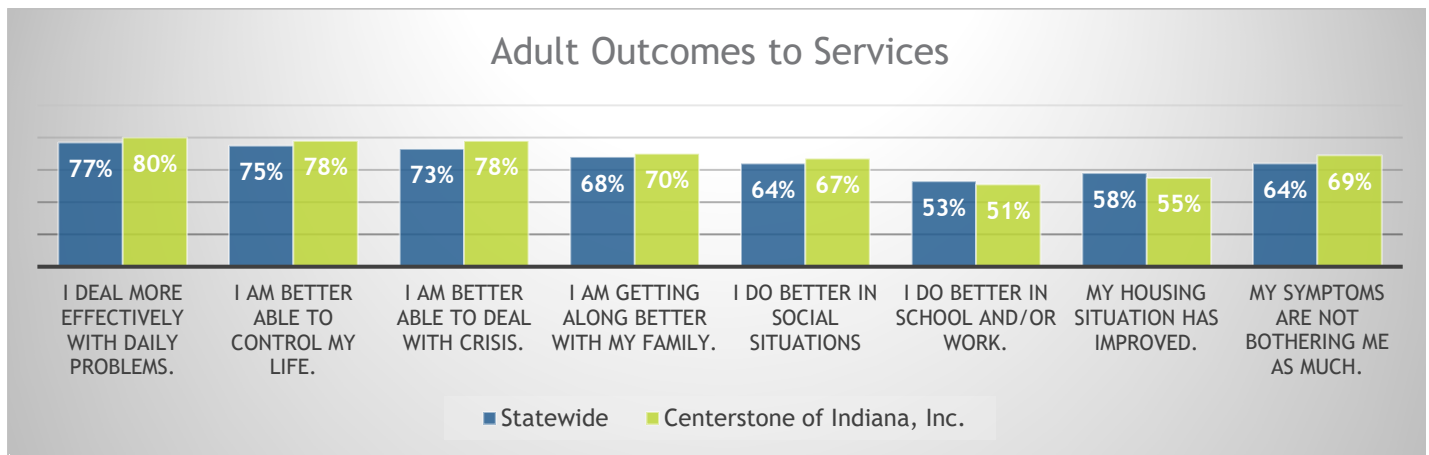 Adult Outcomes to Services
77%
80%
75%
78%
73%
78%
68%
70%
64%
67%
53%
51%
58%
55%
64%
69%
I DEAL MORE
EFFECTIVELY
WITH DAILY
PROBLEMS.
I AM BETTER
ABLE TO
CONTROL MY
LIFE.
I AM BETTER
ABLE TO DEAL
WITH CRISIS.
I AM GETTING
ALONG BETTER
WITH MY FAMILY.
I DO BETTER IN
SOCIAL
SITUATIONS
I DO BETTER IN
SCHOOL AND/OR
WORK.
MY HOUSING
SITUATION HAS
IMPROVED.
MY SYMPTOMS
ARE NOT
BOTHERING ME
AS MUCH.
Statewide
Centerstone of Indiana, Inc.